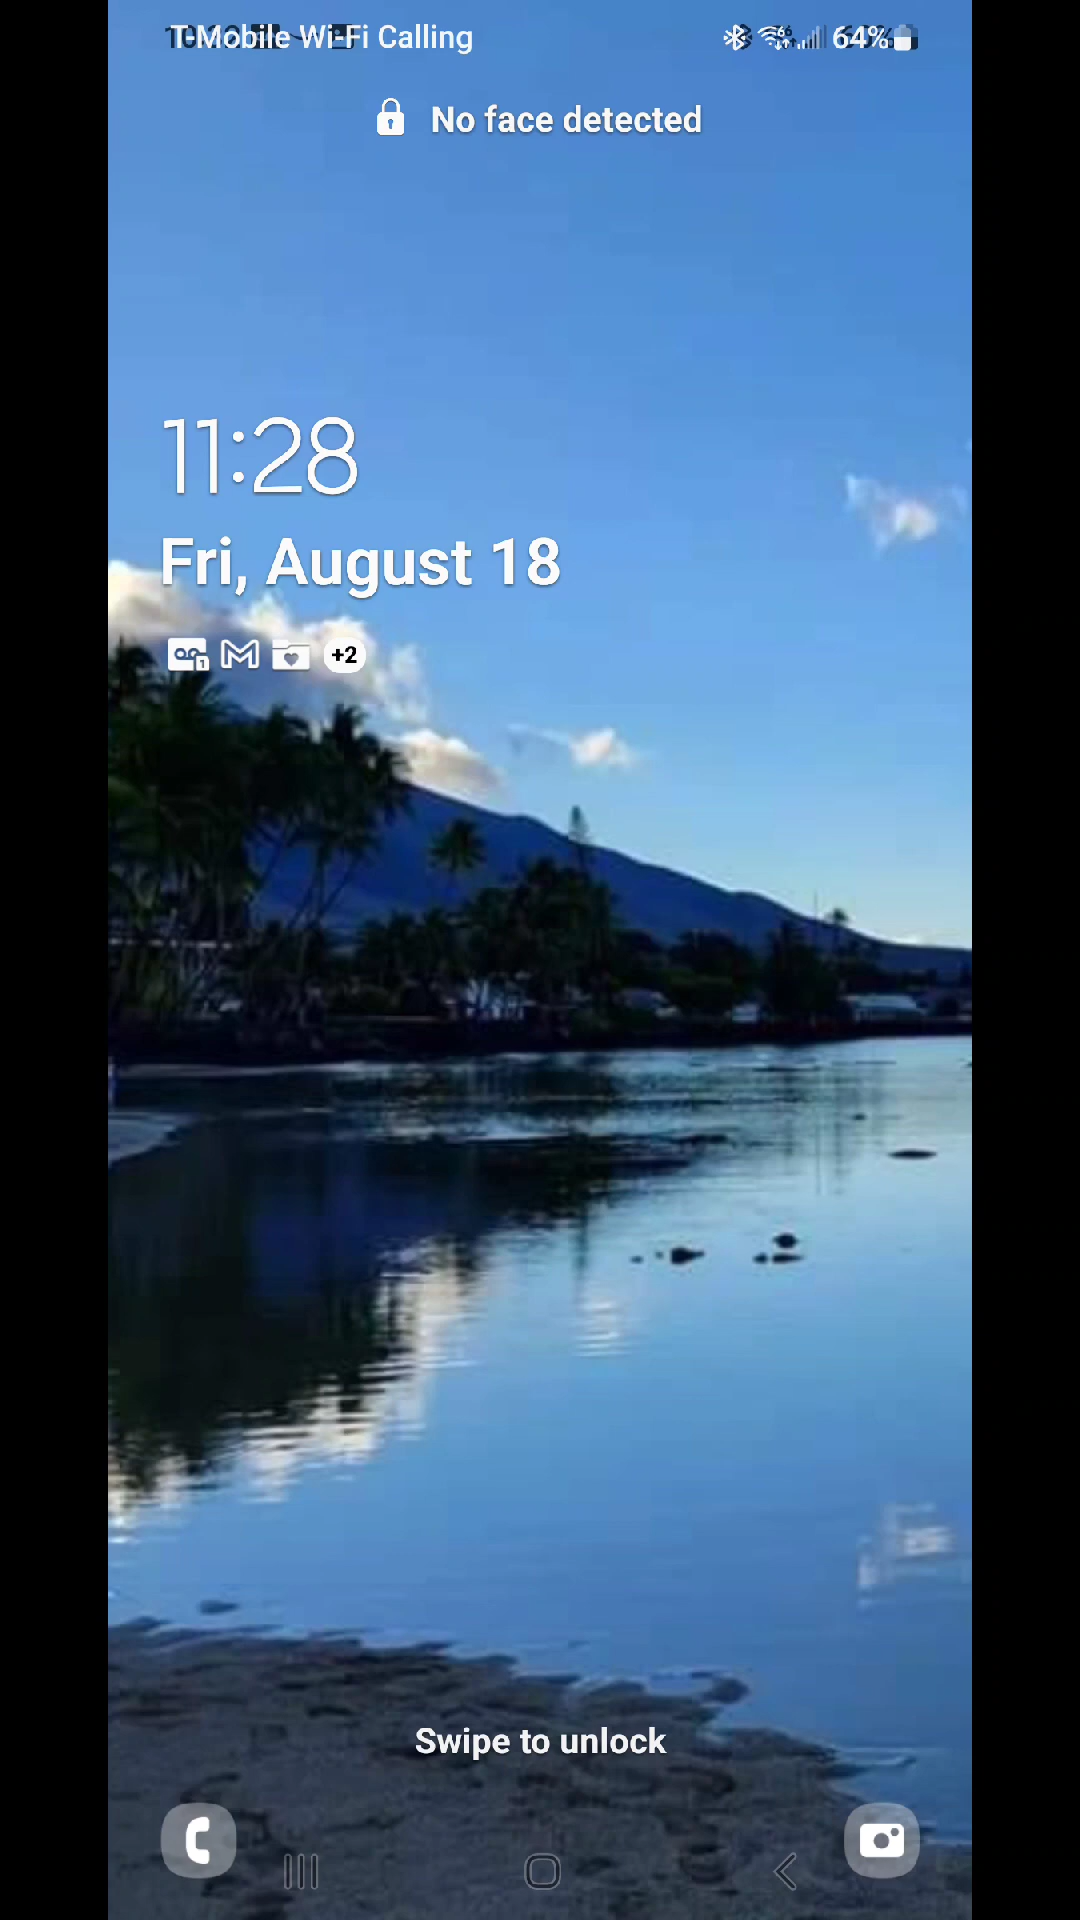 T-Mobile Wi-Fi Calling 64%
No face detected
11:28
Fri, August 18
+2
Swipe to unlock